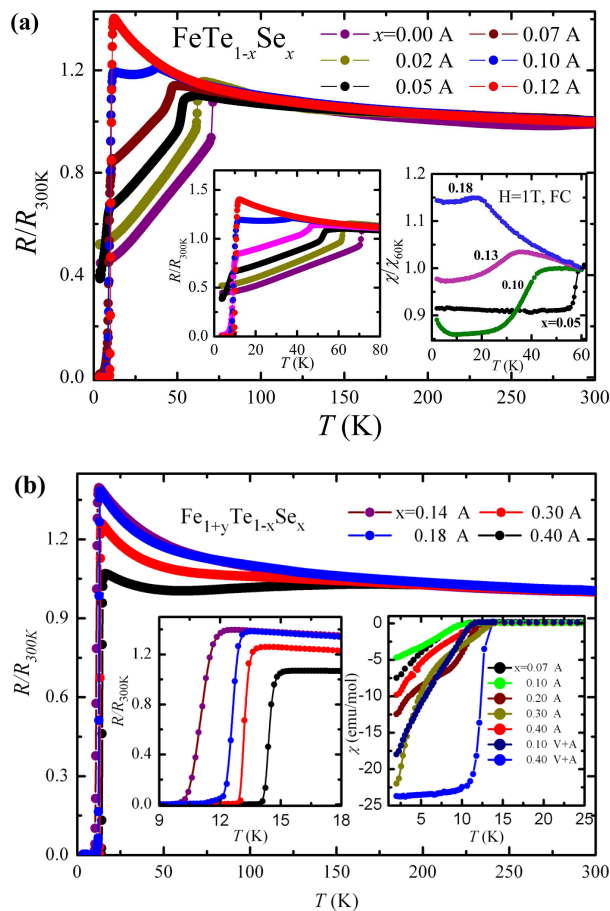 (a)
FeTe1-xSex
x=0.00 A
0.07 A
0.02 A
0.10 A
0.05 A
0.12 A
R/R300K
1.2
0.8
0.4
0.0
0 50 75 100 125 150 200 250 300
T (K)
R/R300K
1.5
1.0
0.5
0.0
0 10 20 30 40 60 80
T (K)
χ/χ60K
1.2
1.1
1.0
0.9
H=1T, FC
0.18
0.13
0.10
x=0.05
0 20 40 60
T (K)
(b)
Fe1+yTe1-xSex
x=0.14 A
0.30 A
0.18 A
0.40 A
R/R300K
1.2
0.9
0.6
0.3
0.0
0 50 100 150 200 250 300
T (K)
R/R300K
1.2
0.8
0.4
0.0
9 12 15 18
T (K)
χ (emu/mol)
0
-5
-10
-15
-20
-25
x=0.07 A
0.10 A
0.20 A
0.30 A
0.40 A
0.10 V+A
0.40 V+A
5 10 15 20 25
T (K)